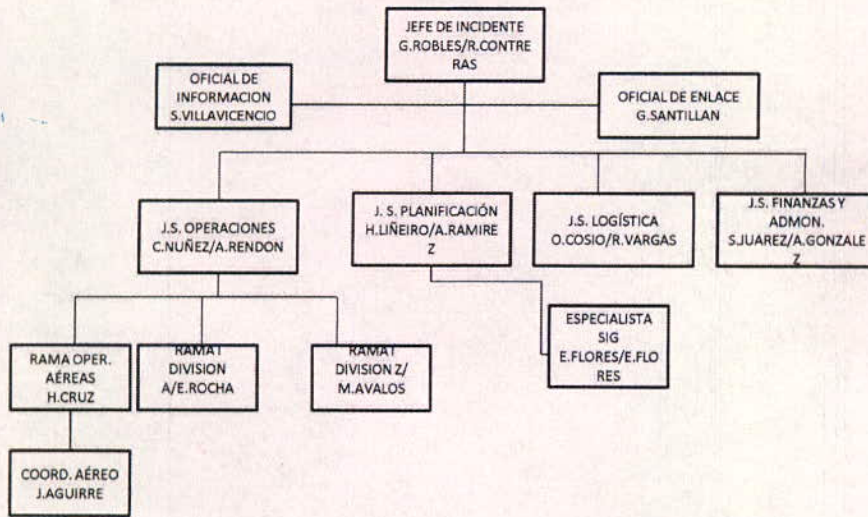 JEFE DE INCIDENTE
G.ROBLES/R.CONTRE
RAS
OFICIAL DE
INFORMACION
S.VILLAVICENCIO
OFICIAL DE ENLACE
G.SANTILLAN
J.S. OPERACIONES
C.NUÑEZ/A.RENDON
J. S. PLANIFICACIÓN
H.LIÑEIRO/A.RAMIRE
Z
J.S. LOGÍSTICA
O.COSIO/R.VARGAS
J.S. FINANZAS Y
ADMON.
S.JUAREZ/A.GONZALE
Z
RAMA OPER.
AÉREAS
H.CRUZ
RAMA I
DIVISION
A/E.ROCHA
RAMA I
DIVISION Z/
M.AVALOS
ESPECIALISTA
SIG
E.FLORES/E.FLO
RES
COORD. AÉREO
J.AGUIRRE